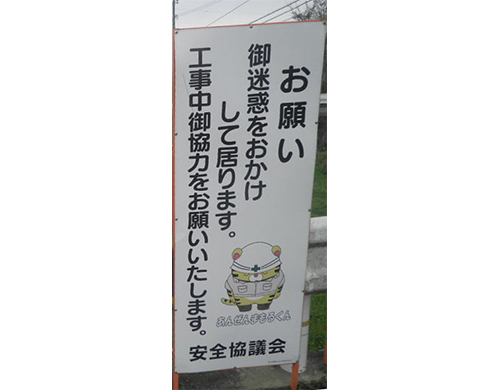 お願い
御迷惑をおかけ
して居ります。
工事中御協力をお願いいたします。
あんぜんまもるくん
安全協議会